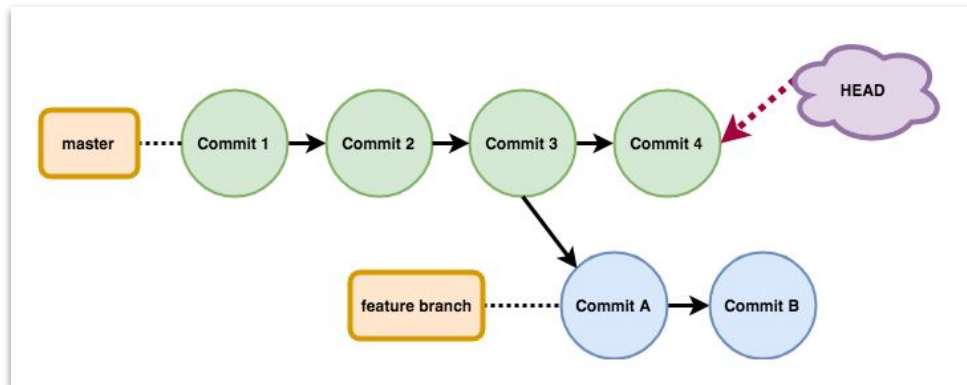 HEAD
master
Commit 1
Commit 2
Commit 3
Commit 4
feature branch
Commit A
Commit B